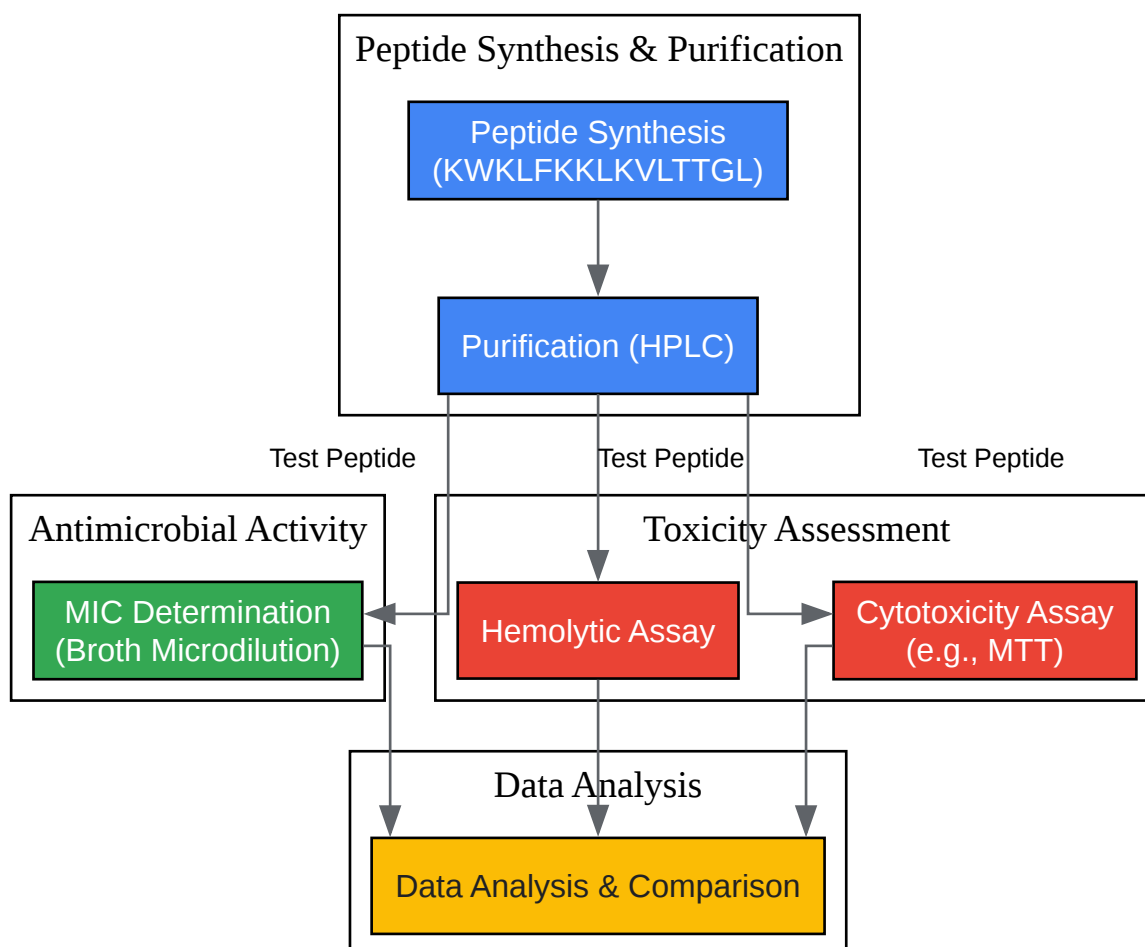 Peptide Synthesis & Purification
Peptide Synthesis
(KWKLFKKLKVLTTGL)
Purification (HPLC)
Test Peptide
Test Peptide
Test Peptide
Antimicrobial Activity
Toxicity Assessment
MIC Determination
(Broth Microdilution)
Hemolytic Assay
Cytotoxicity Assay
(e.g., MTT)
Data Analysis
Data Analysis & Comparison